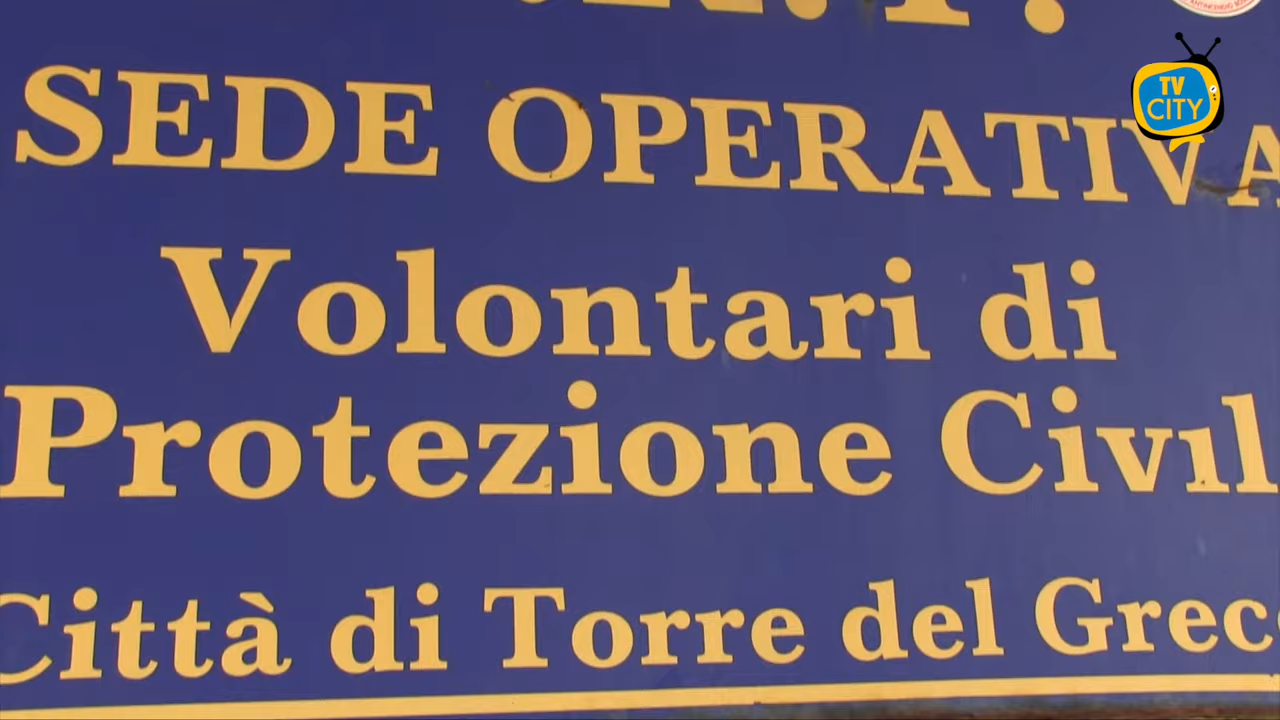 SEDE OPERATIVA
Volontari di
Protezione Civil
Città di Torre del Grec
TV
CITY